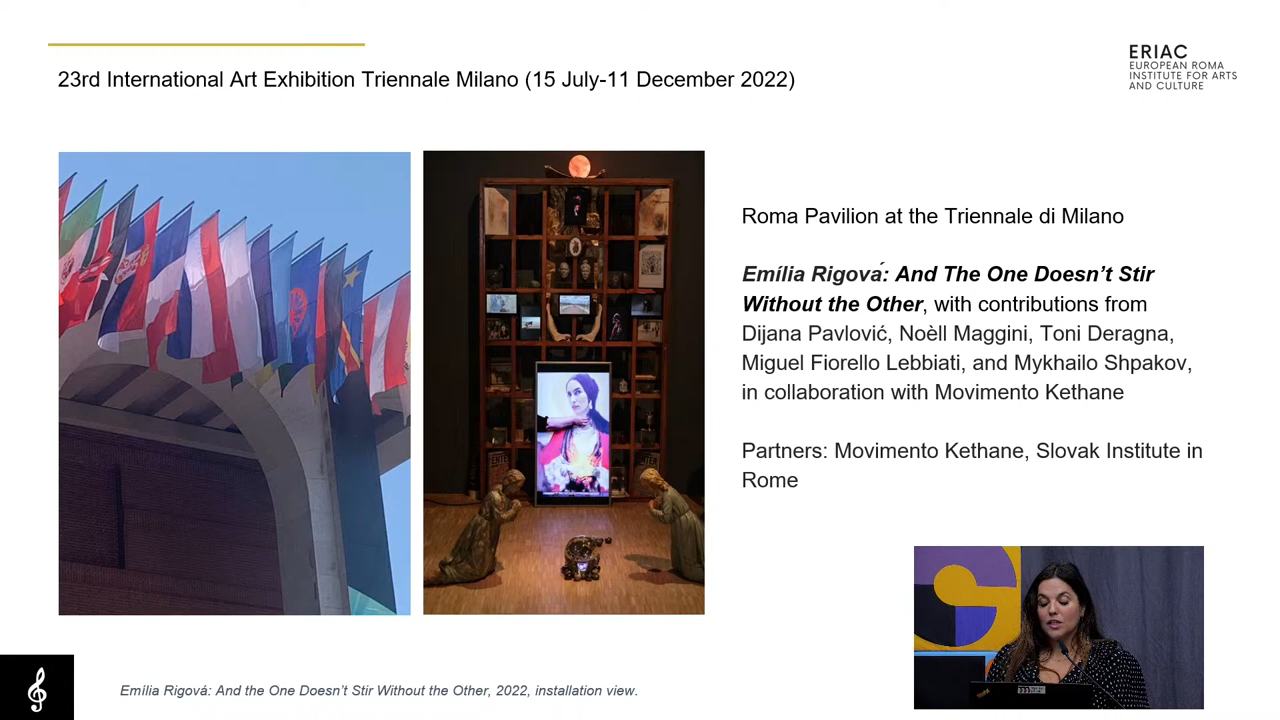 23rd International Art Exhibition Triennale Milano (15 July-11 December 2022)
ERIAC
EUROPEAN ROMA
INSTITUTE FOR ARTS
AND CULTURE
Roma Pavilion at the Triennale di Milano
Emília Rigová: And The One Doesn’t Stir
Without the Other, with contributions from
Dijana Pavlović, Noèll Maggini, Toni Deragna,
Miguel Fiorello Lebbiati, and Mykhailo Shpakov,
in collaboration with Movimento Kethane
Partners: Movimento Kethane, Slovak Institute in
Rome
Emília Rigová: And the One Doesn’t Stir Without the Other, 2022, installation view.